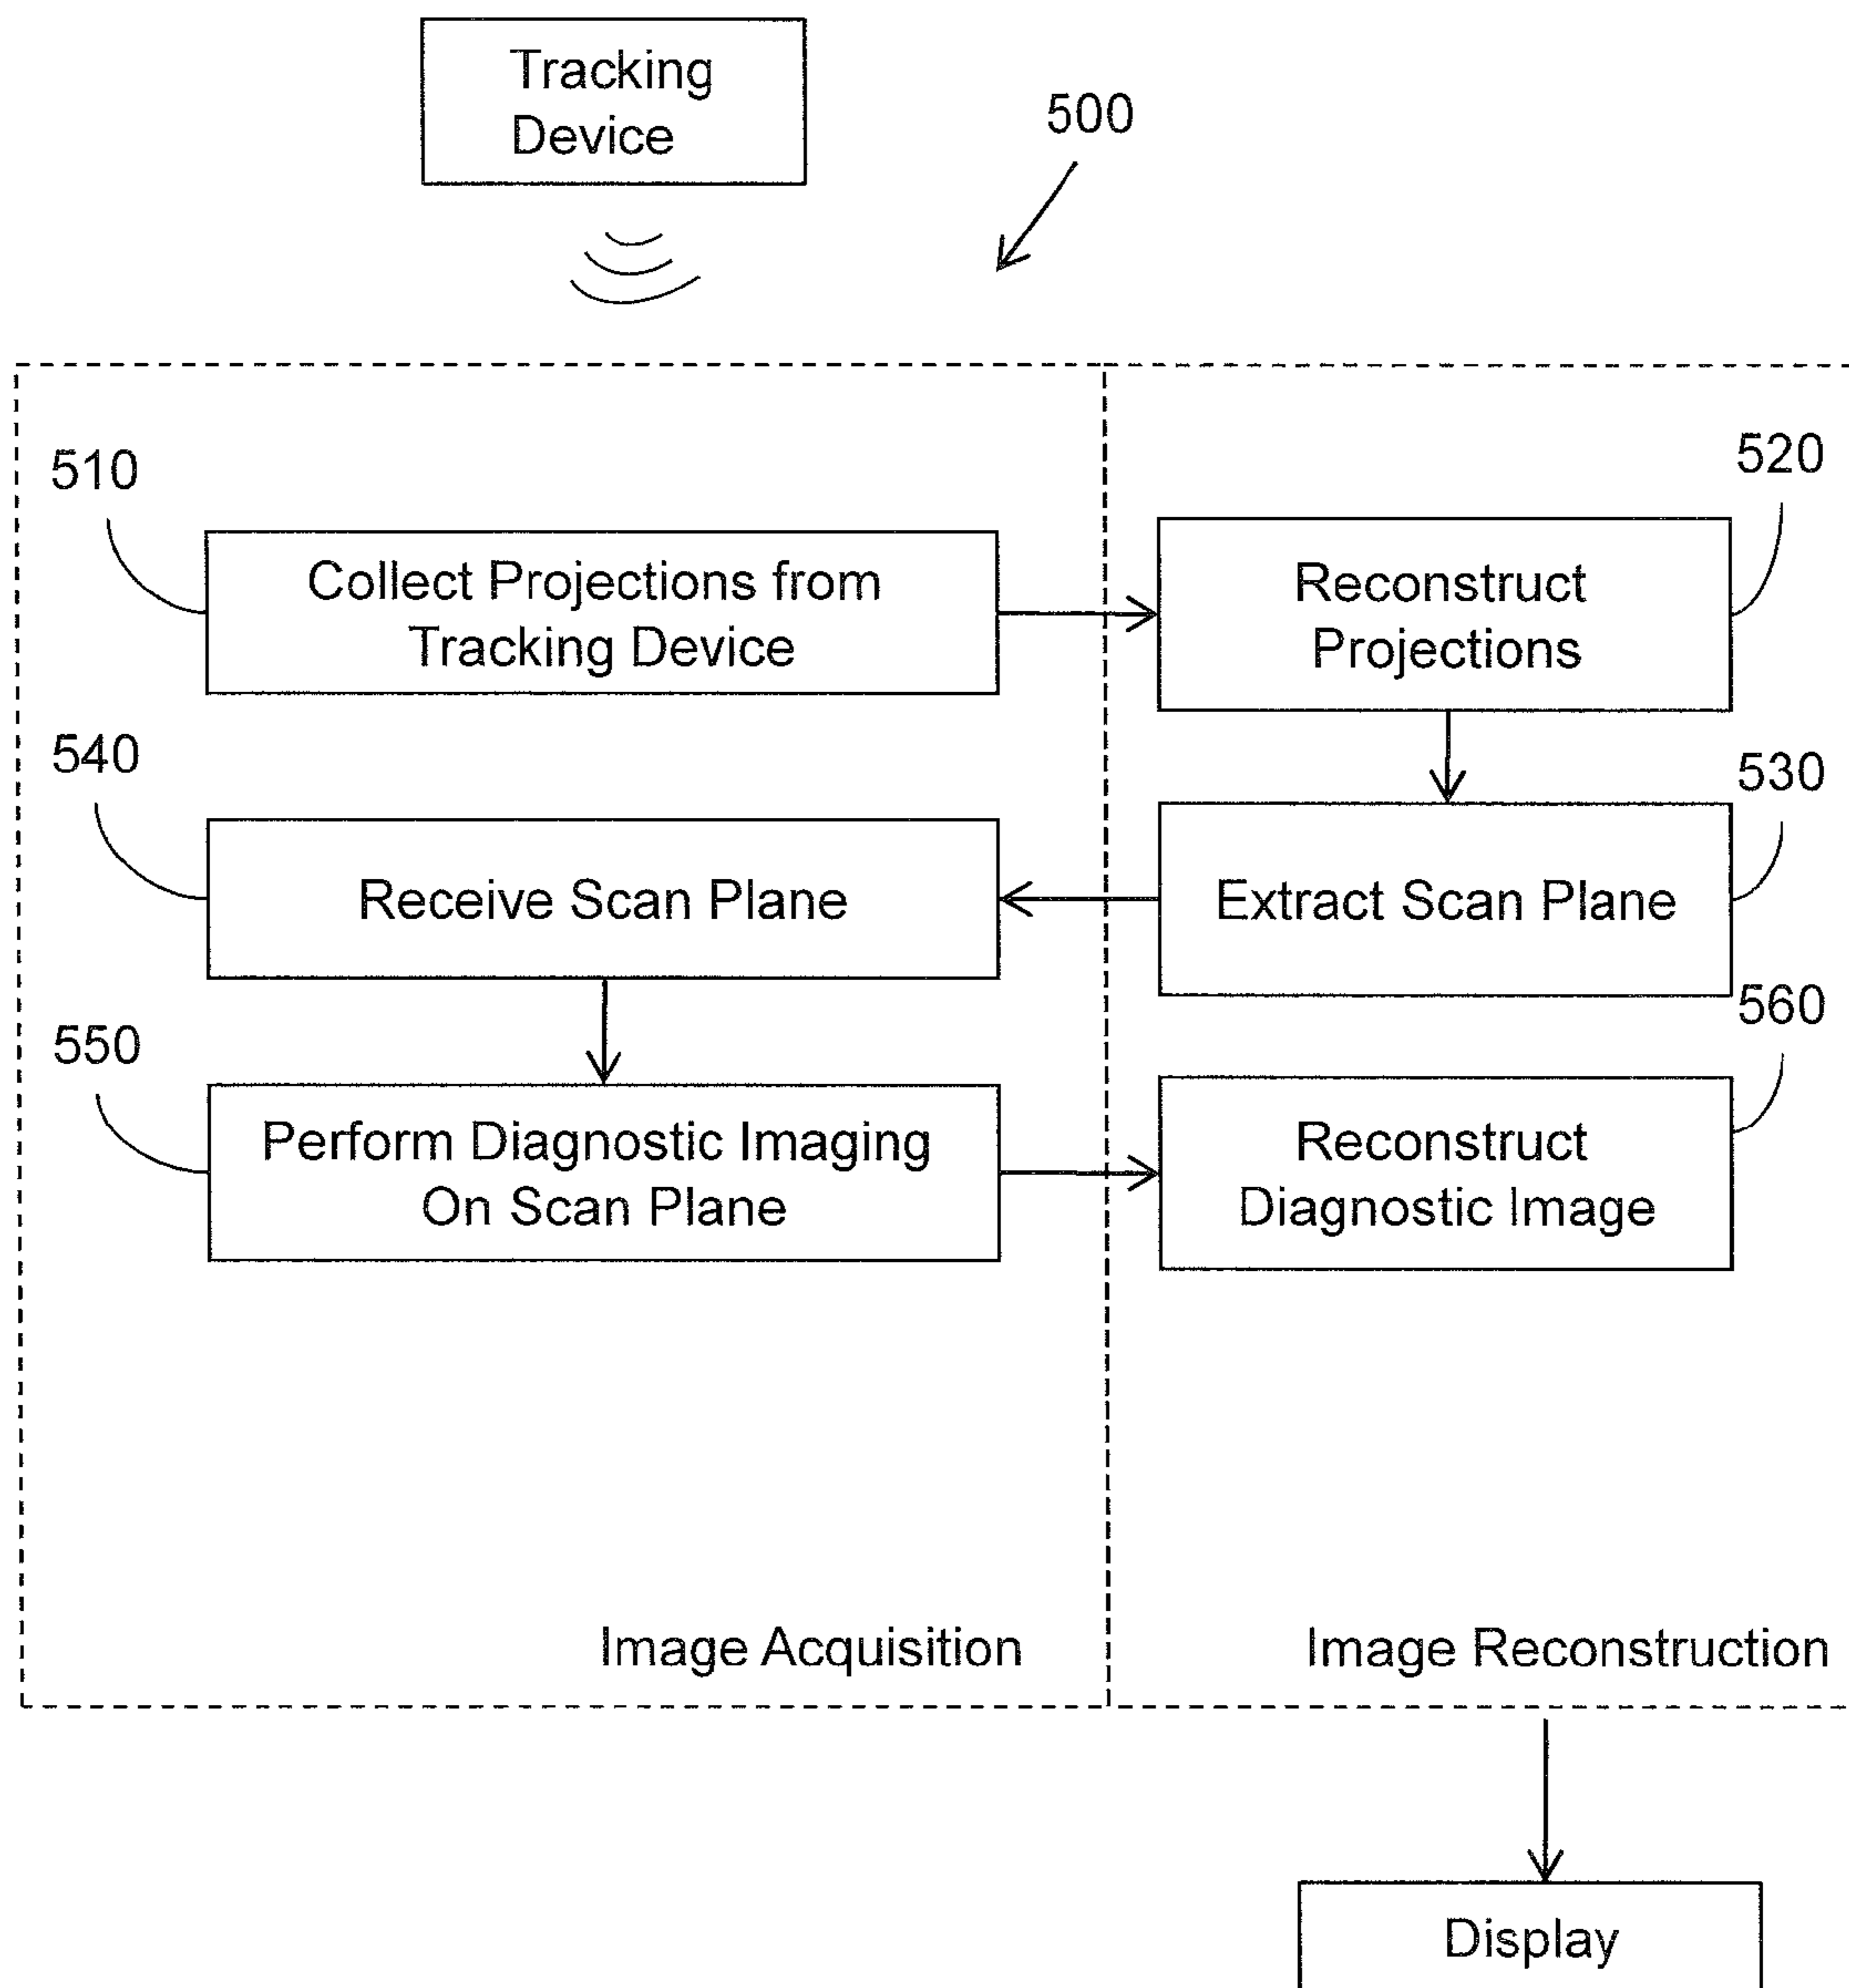 Tracking
Device
500
510
Collect Projections from
Tracking Device
520
Reconstruct
Projections
540
Receive Scan Plane
530
Extract Scan Plane
550
Perform Diagnostic Imaging
On Scan Plane
560
Reconstruct
Diagnostic Image
Image Acquisition
Image Reconstruction
Display